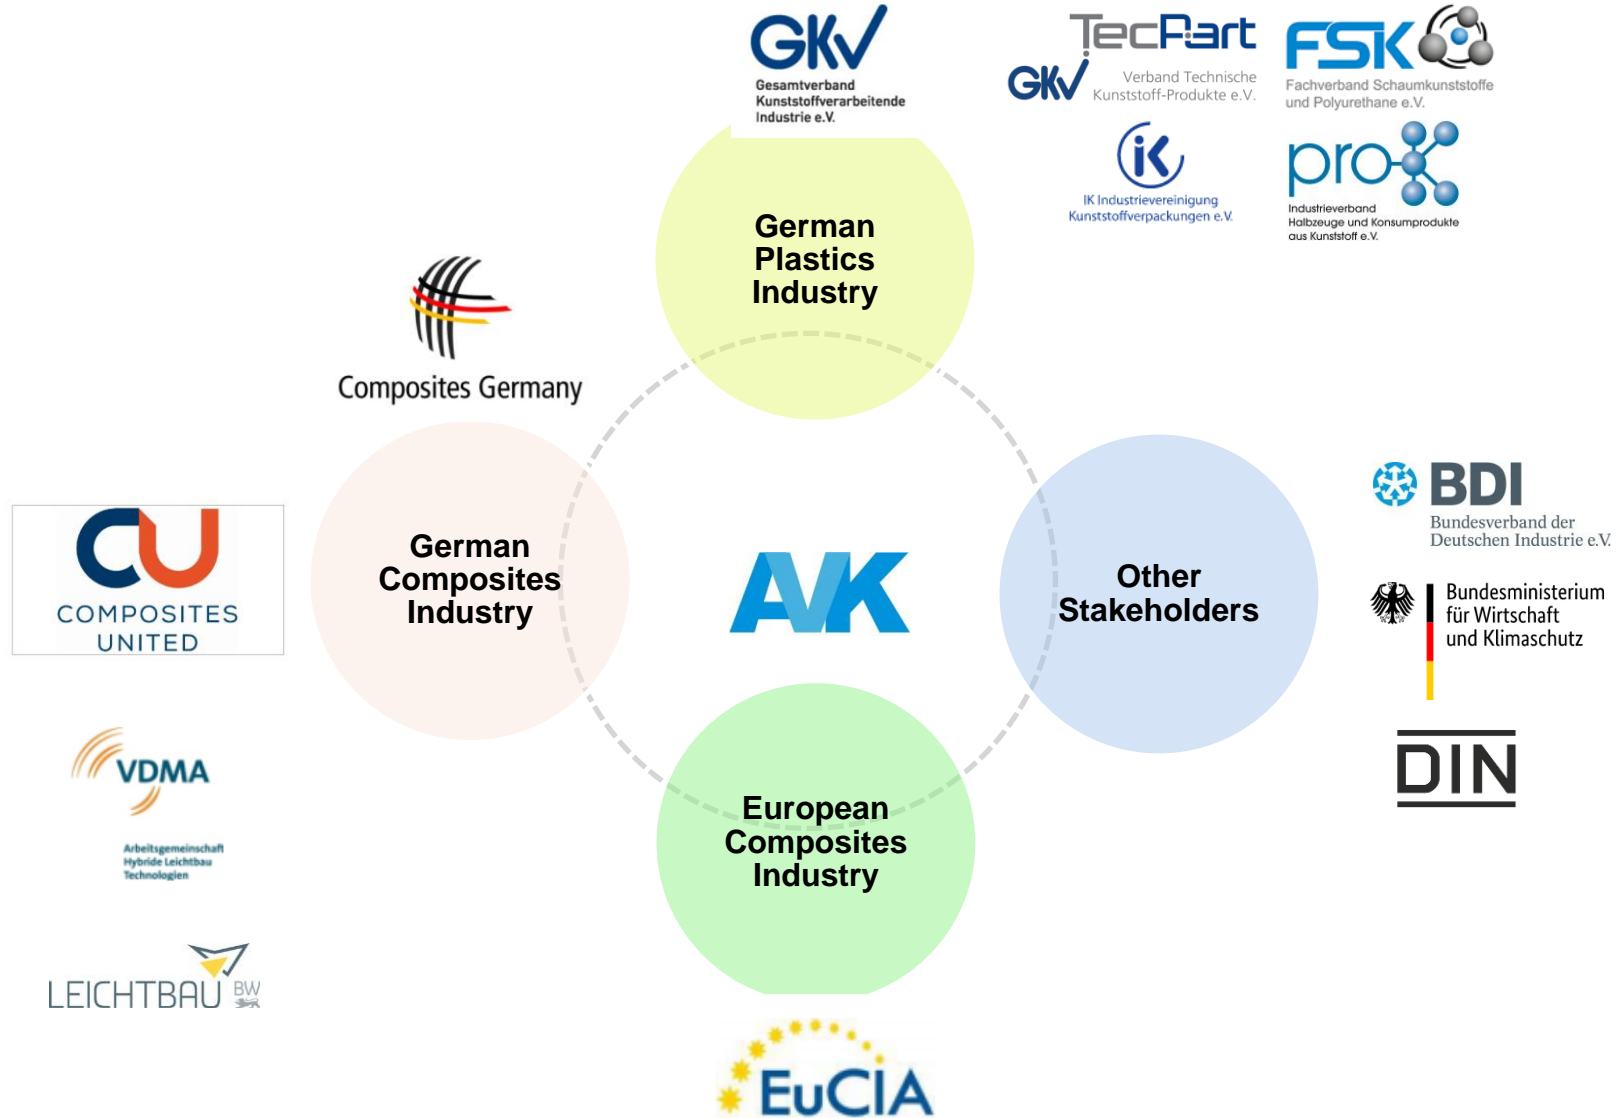 GKV
Gesamtverband
Kunststoffverarbeitende
Industrie e.V.
TecPart
GKV
Verband Technische
Kunststoff-Produkte e.V.
FSK
Fachverband Schaumkunststoffe
und Polyurethane e.V.
iK
IK Industrievereinigung
Kunststoffverpackungen e.V.
pro K
Industrieverband
Halbzeuge und Konsumprodukte
aus Kunststoff e.V.
German
Plastics
Industry
Composites Germany
CU
COMPOSITES
UNITED
German
Composites
Industry
AVK
Other
Stakeholders
BDI
Bundesverband der
Deutschen Industrie e.V.
Bundesministerium
für Wirtschaft
und Klimaschutz
VDMA
Arbeitsgemeinschaft
Hybride Leichtbau
Technologien
DIN
European
Composites
Industry
LEICHTBAU BW
EuCIA